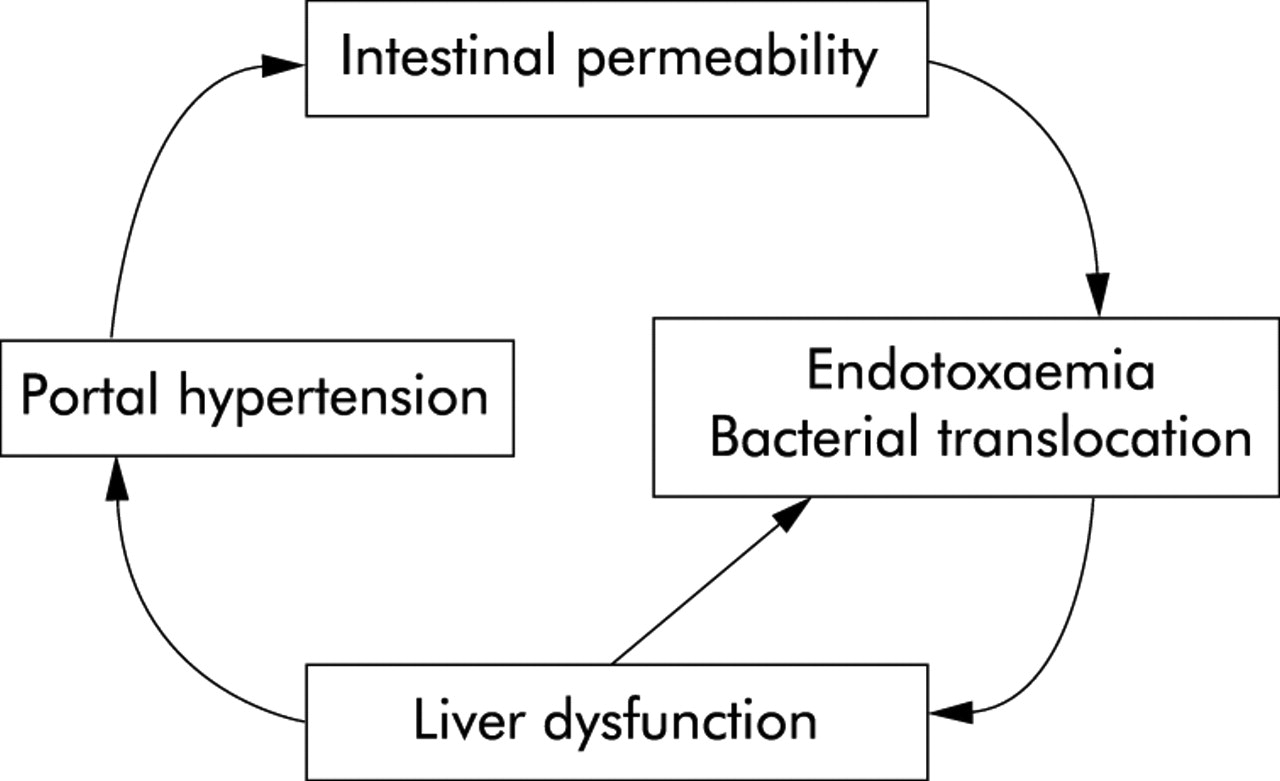 Intestinal permeability
Portal hypertension
Endotoxaemia
Bacterial translocation
Liver dysfunction